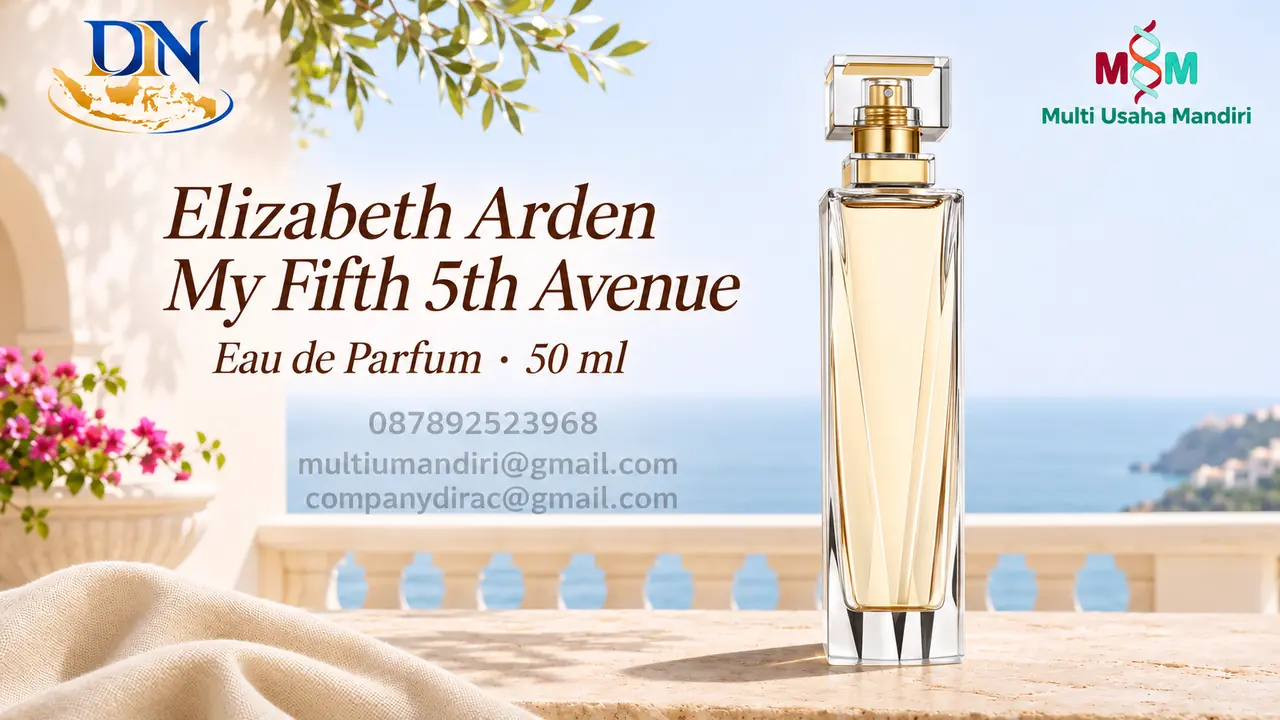 DN
MUM
Multi Usaha Mandiri
Elizabeth Arden
My Fifth 5th Avenue
Eau de Parfum • 50 ml
087892523968
multiumandiri@gmail.com
companydirac@gmail.com